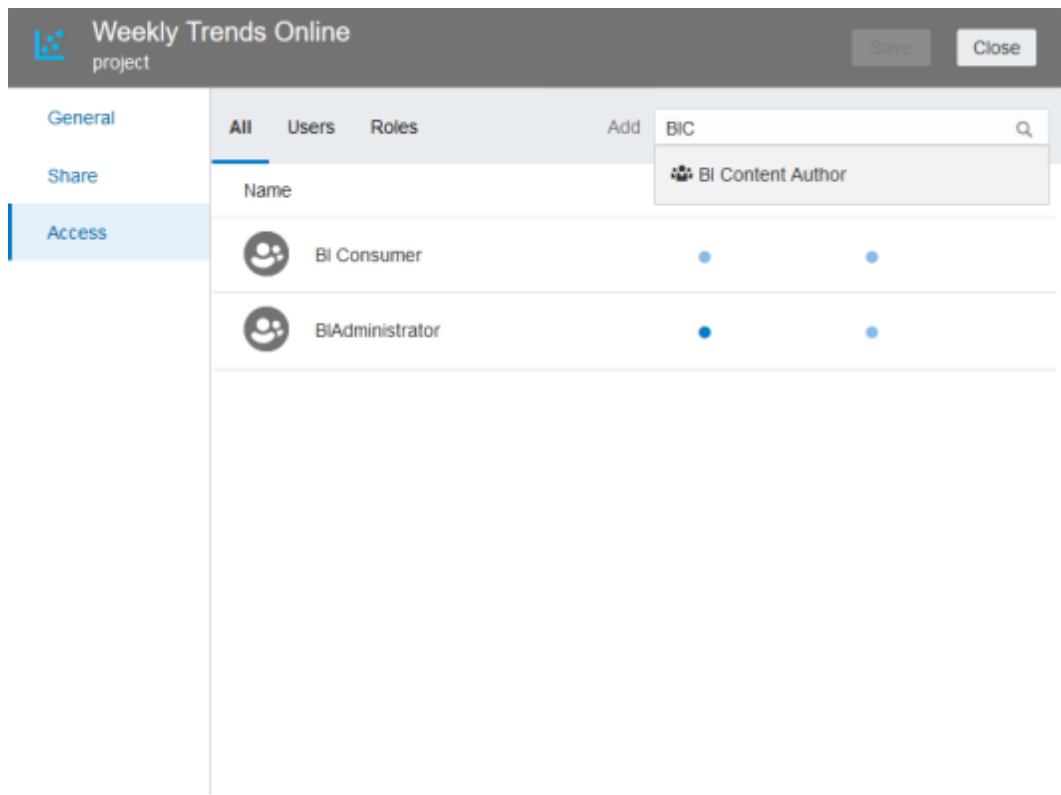 Weekly Trends Online
project
Save
Close
General
Share
Access
All Users Roles
Add BIC
BI Content Author
Name
BI Consumer
BIAdministrator